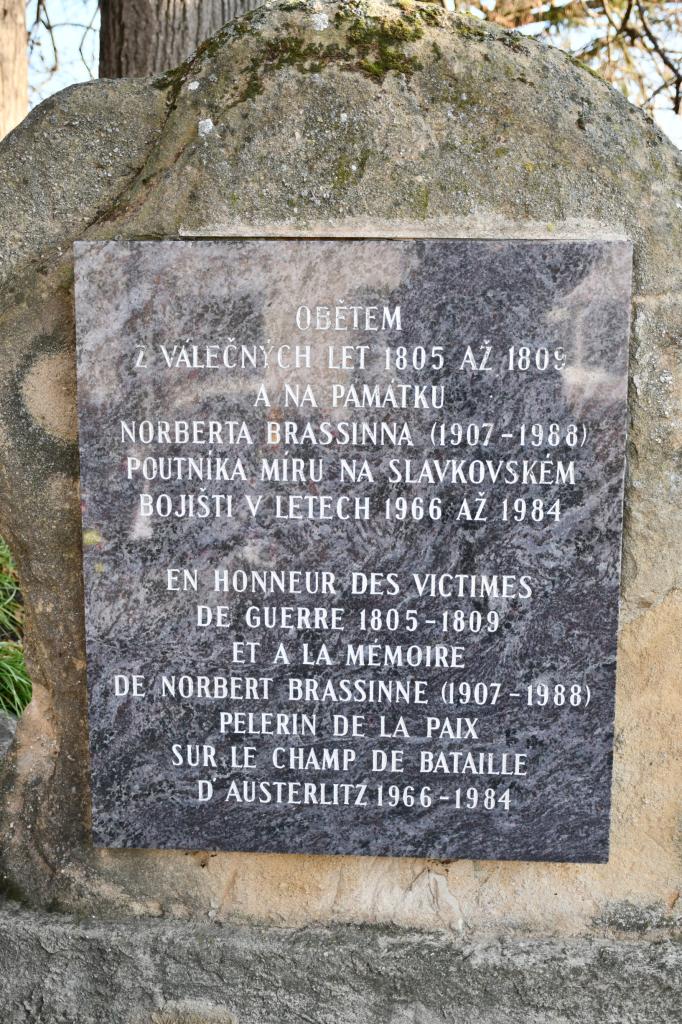 OBĚTEM
Z VÁLEČNÝCH LET 1805 AŽ 1809
A NA PAMÁTKU
NORBERTA BRASSINNA (1907-1988)
POUTNÍKA MÍRU NA SLAVKOVSKÉM
BOJIŠTI V LETECH 1966 AŽ 1984
EN HONNEUR DES VICTIMES
DE GUERRE 1805-1809
ET A LA MÉMOIRE
DE NORBERT BRASSINNE (1907-1988)
PELERIN DE LA PAIX
SUR LE CHAMP DE BATAILLE
D'AUSTERLITZ 1966-1984